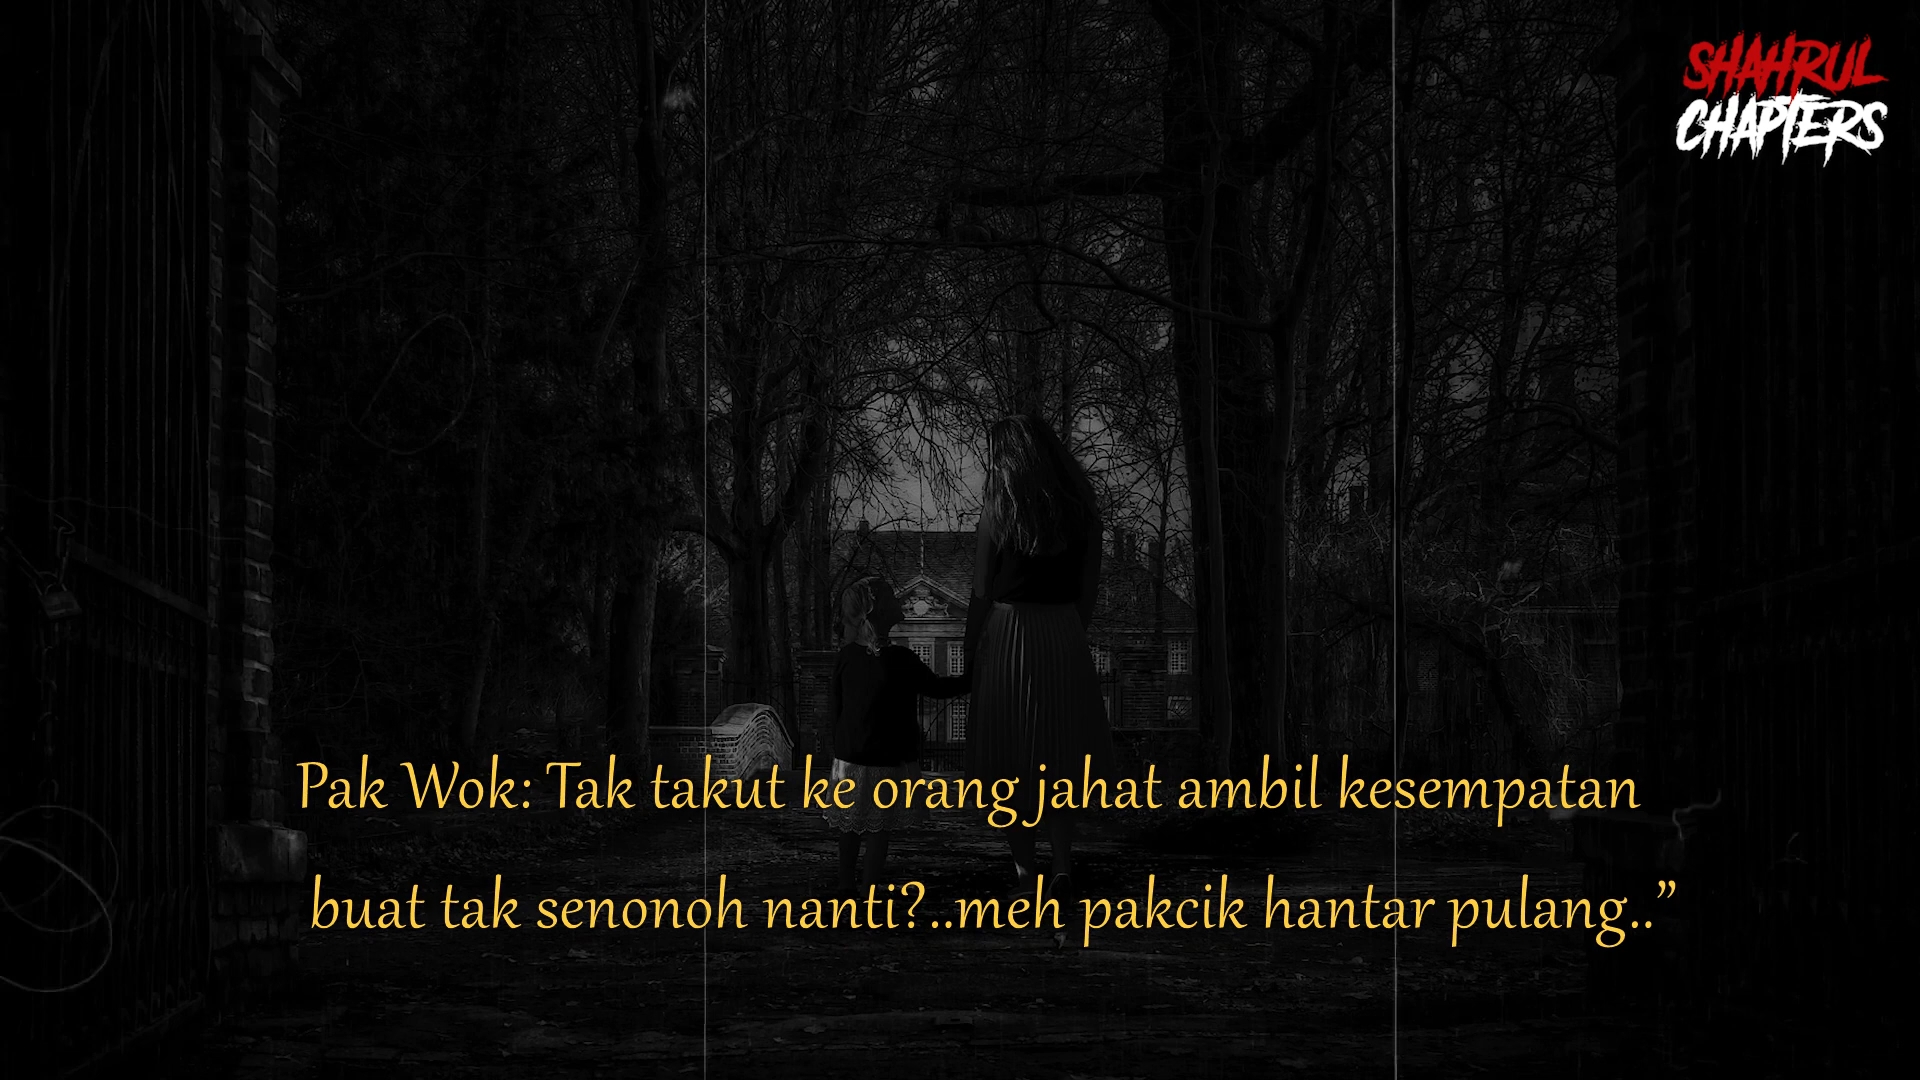 SHAHRUL
CHAPTERS
Pak Wok: Tak takut ke orang jahat ambil kesempatan
buat tak senonoh nanti?..meh pakcik hantar pulang..”